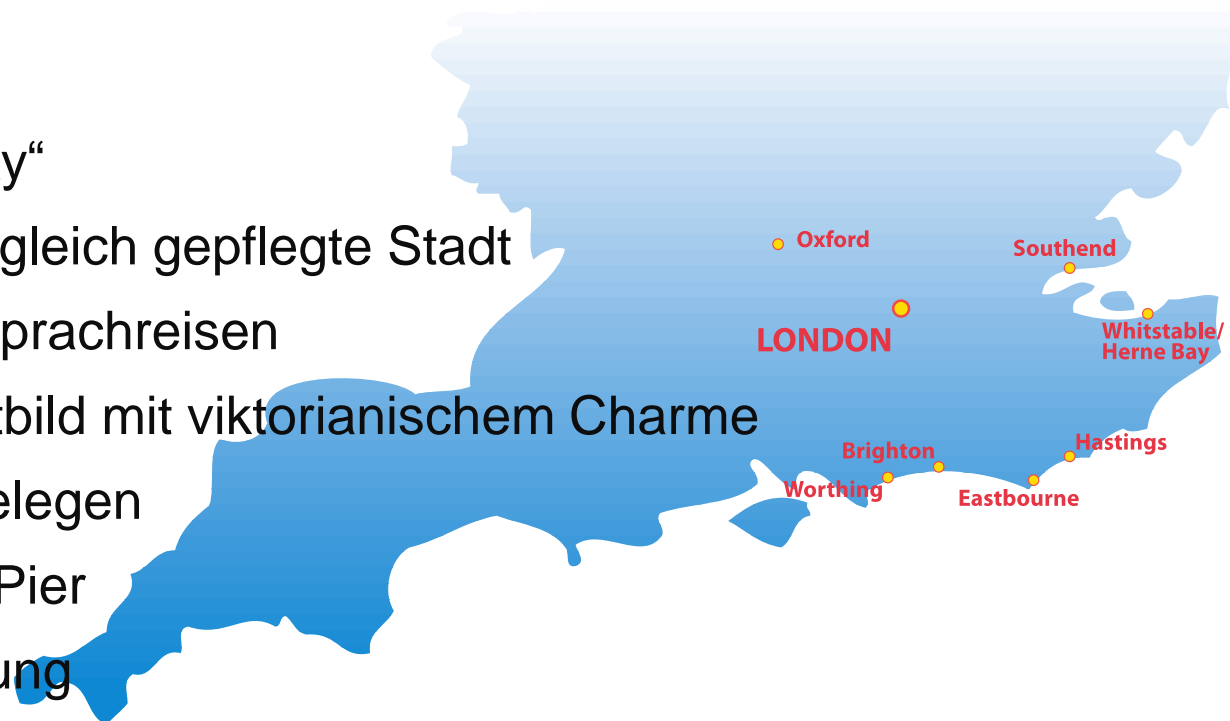 y“
gleich gepflegte Stadt
prachreisen
tbild mit viktorianischem Charme
elegen
Pier
ung
Oxford
Southend
LONDON
Whitstable/
Herne Bay
Brighton
Hastings
Worthing
Eastbourne